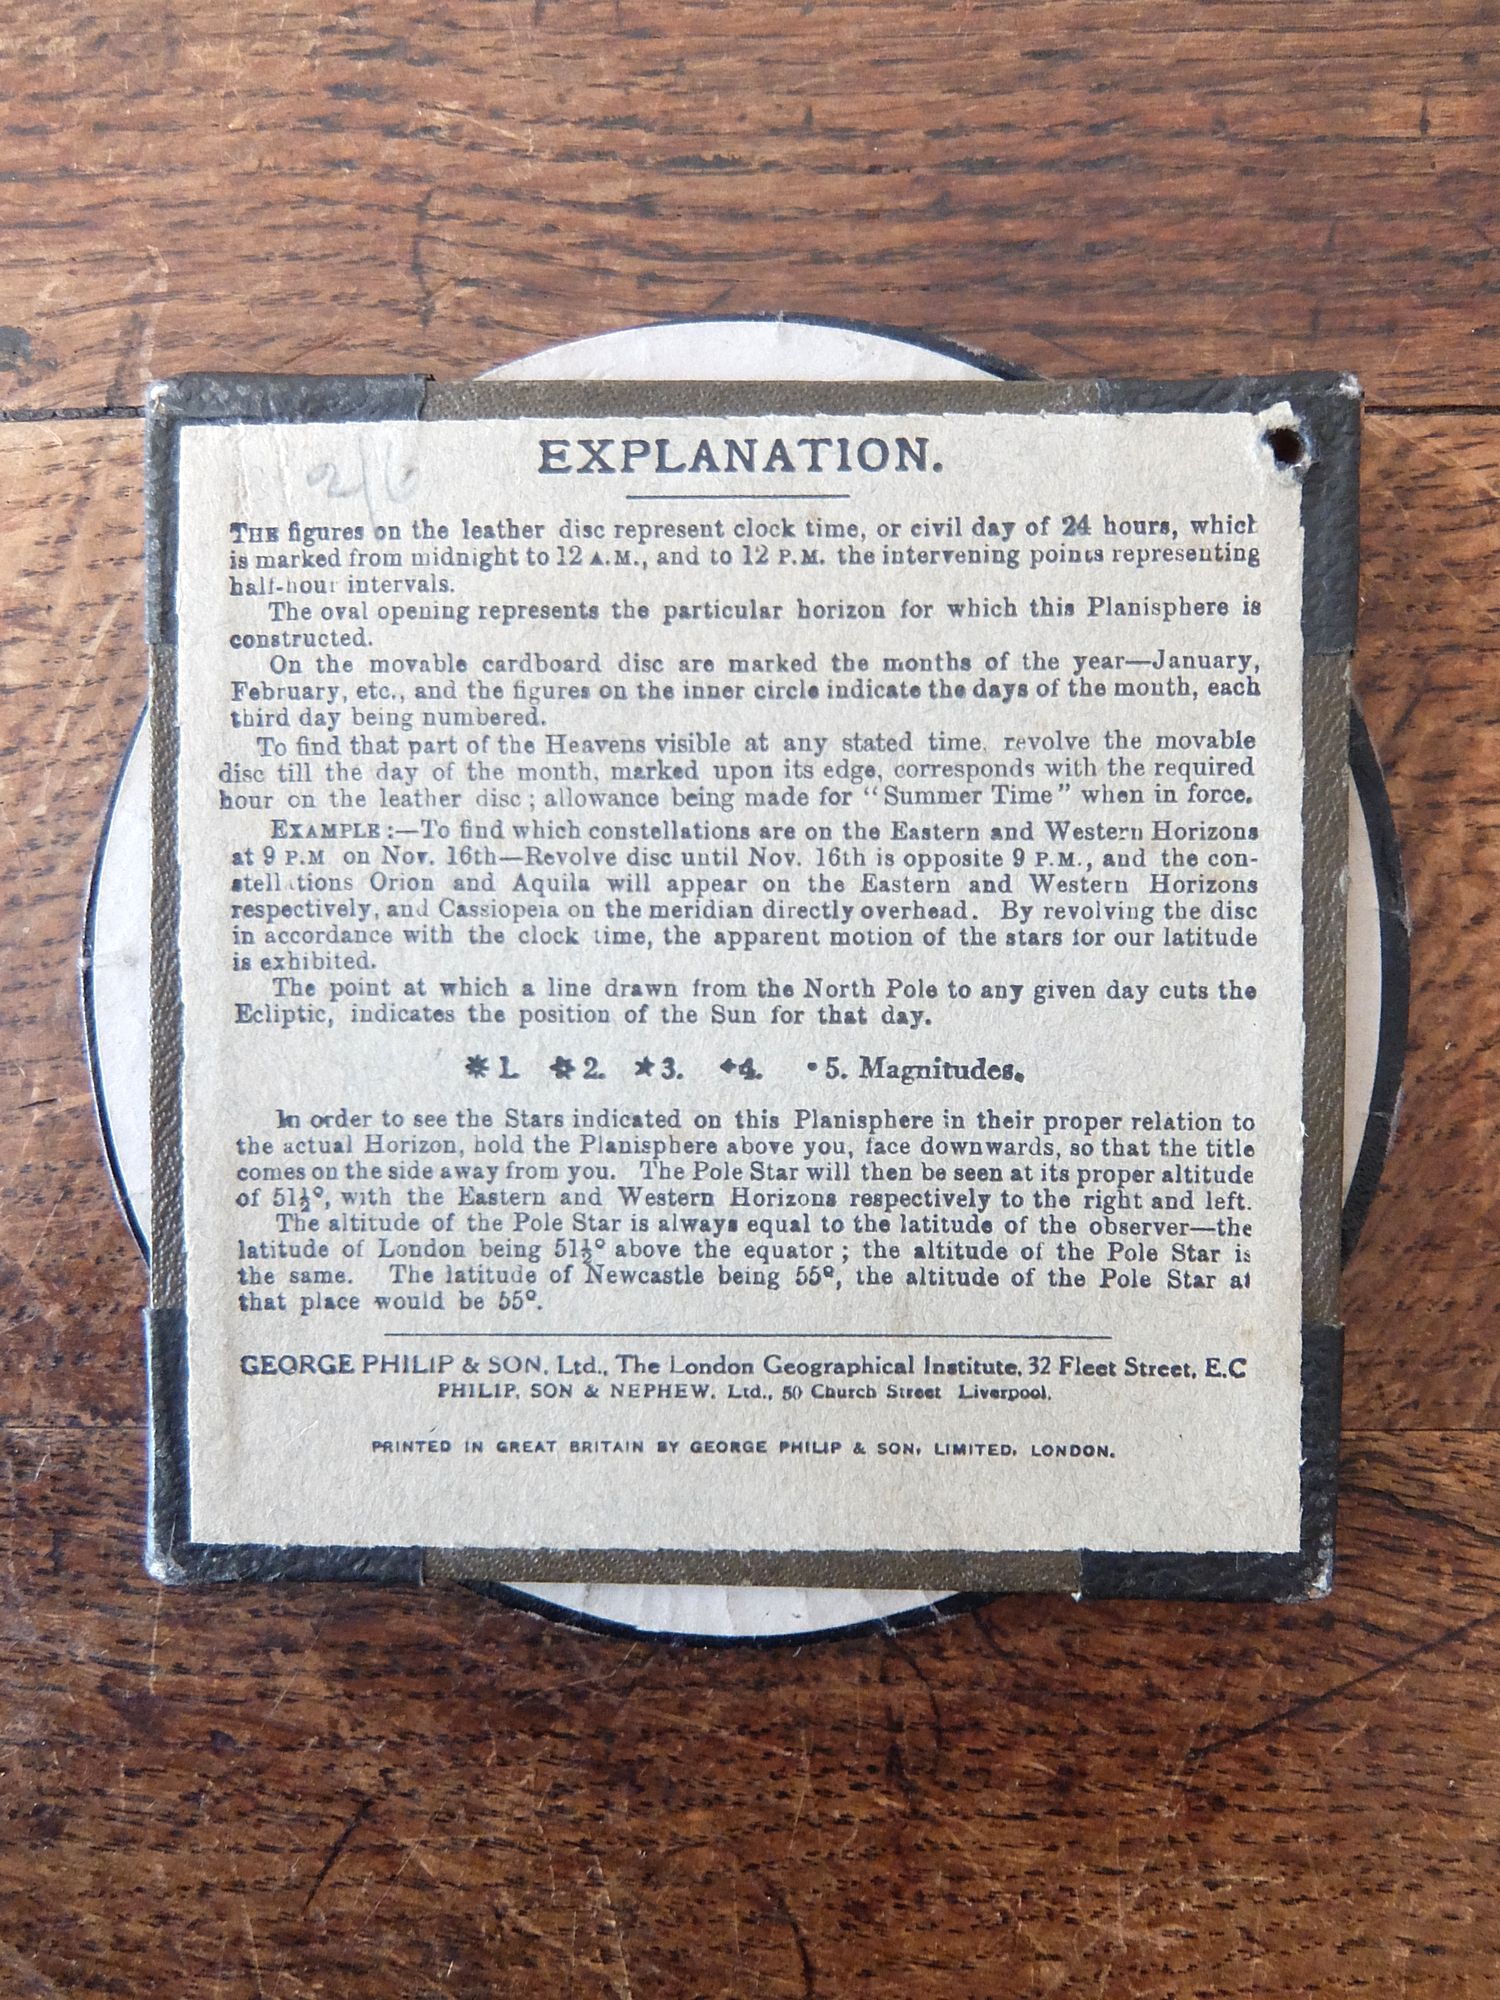 EXPLANATION.
2/6
THE figures on the leather disc represent clock time, or civil day of 24 hours, which
is marked from midnight to 12 A.M., and to 12 P.M. the intervening points representing
half-hour intervals.
The oval opening represents the particular horizon for which this Planisphere is
constructed.
On the movable cardboard disc are marked the months of the year—January,
February, etc., and the figures on the inner circle indicate the days of the month, each
third day being numbered.
To find that part of the Heavens visible at any stated time, revolve the movable
disc till the day of the month, marked upon its edge, corresponds with the required
hour on the leather disc; allowance being made for "Summer Time" when in force.
EXAMPLE:—To find which constellations are on the Eastern and Western Horizons
at 9 P.M on Nov. 16th—Revolve disc until Nov. 16th is opposite 9 P.M., and the con-
stellations Orion and Aquila will appear on the Eastern and Western Horizons
respectively, and Cassiopeia on the meridian directly overhead. By revolving the disc
in accordance with the clock time, the apparent motion of the stars for our latitude
is exhibited.
The point at which a line drawn from the North Pole to any given day cuts the
Ecliptic, indicates the position of the Sun for that day.
1. 2. 3. 4. 5. Magnitudes.
In order to see the Stars indicated on this Planisphere in their proper relation to
the actual Horizon, hold the Planisphere above you, face downwards, so that the title
comes on the side away from you. The Pole Star will then be seen at its proper altitude
of 51½°, with the Eastern and Western Horizons respectively to the right and left.
The altitude of the Pole Star is always equal to the latitude of the observer—the
latitude of London being 51½° above the equator; the altitude of the Pole Star is
the same. The latitude of Newcastle being 55°, the altitude of the Pole Star at
that place would be 55°.
GEORGE PHILIP & SON, Ltd., The London Geographical Institute, 32 Fleet Street, E.C
PHILIP, SON & NEPHEW, Ltd., 50 Church Street Liverpool.
PRINTED IN GREAT BRITAIN BY GEORGE PHILIP & SON, LIMITED, LONDON.